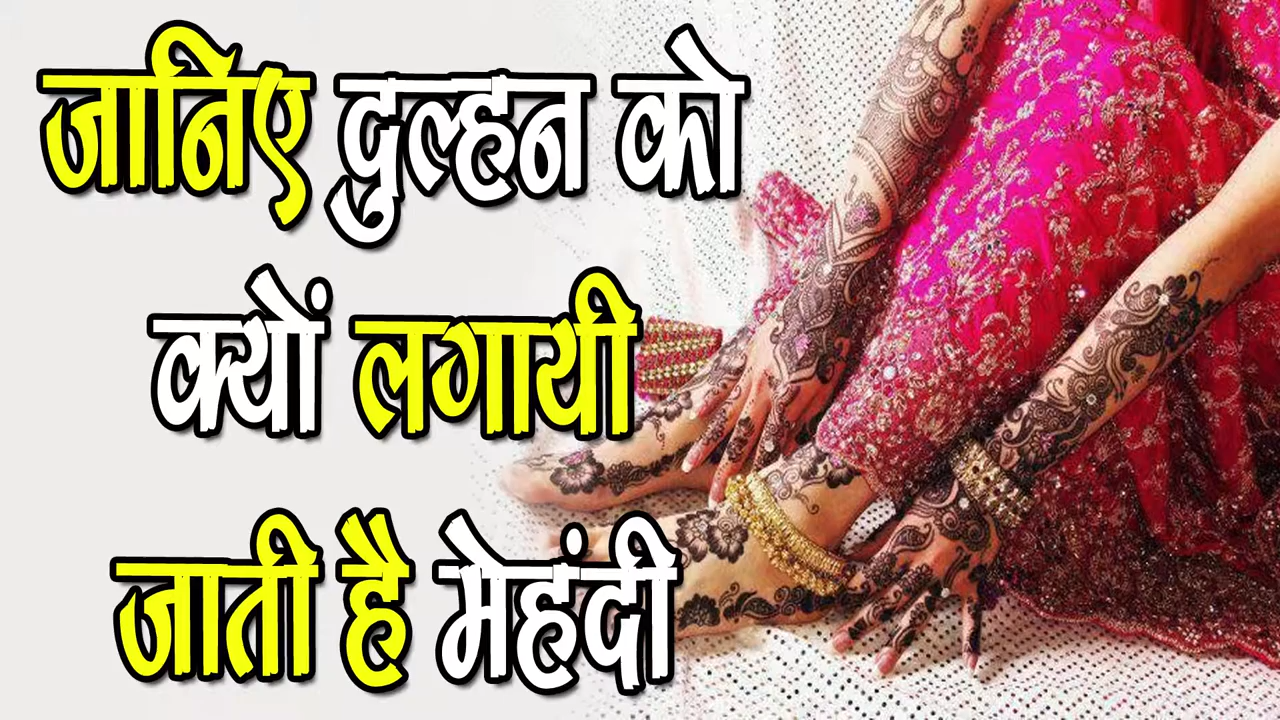 जानिए दुल्हन को
क्यों लगायी
जाती है मेहंदी